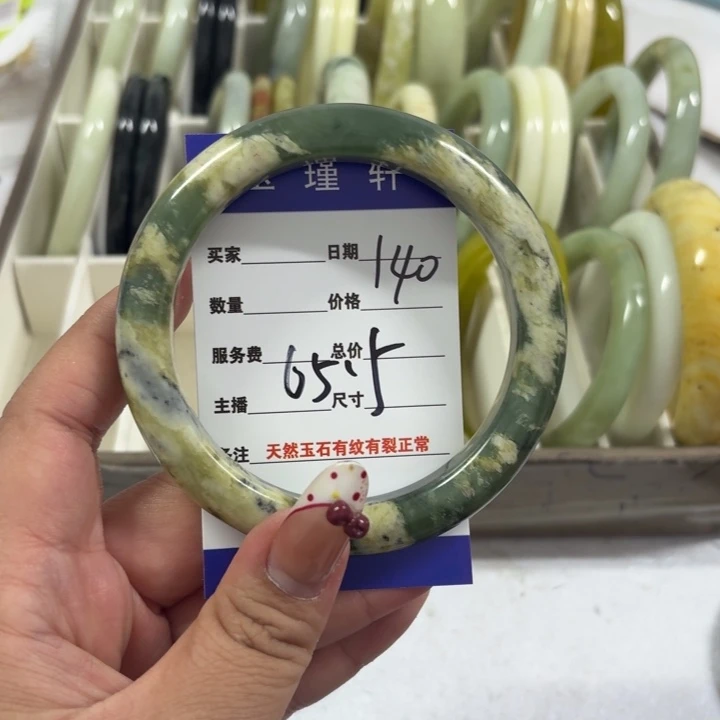 瑾轩
买家 日期 140
数量 价格
服务费 总价
65.5
主播 尺寸
天然玉石有纹有裂正常